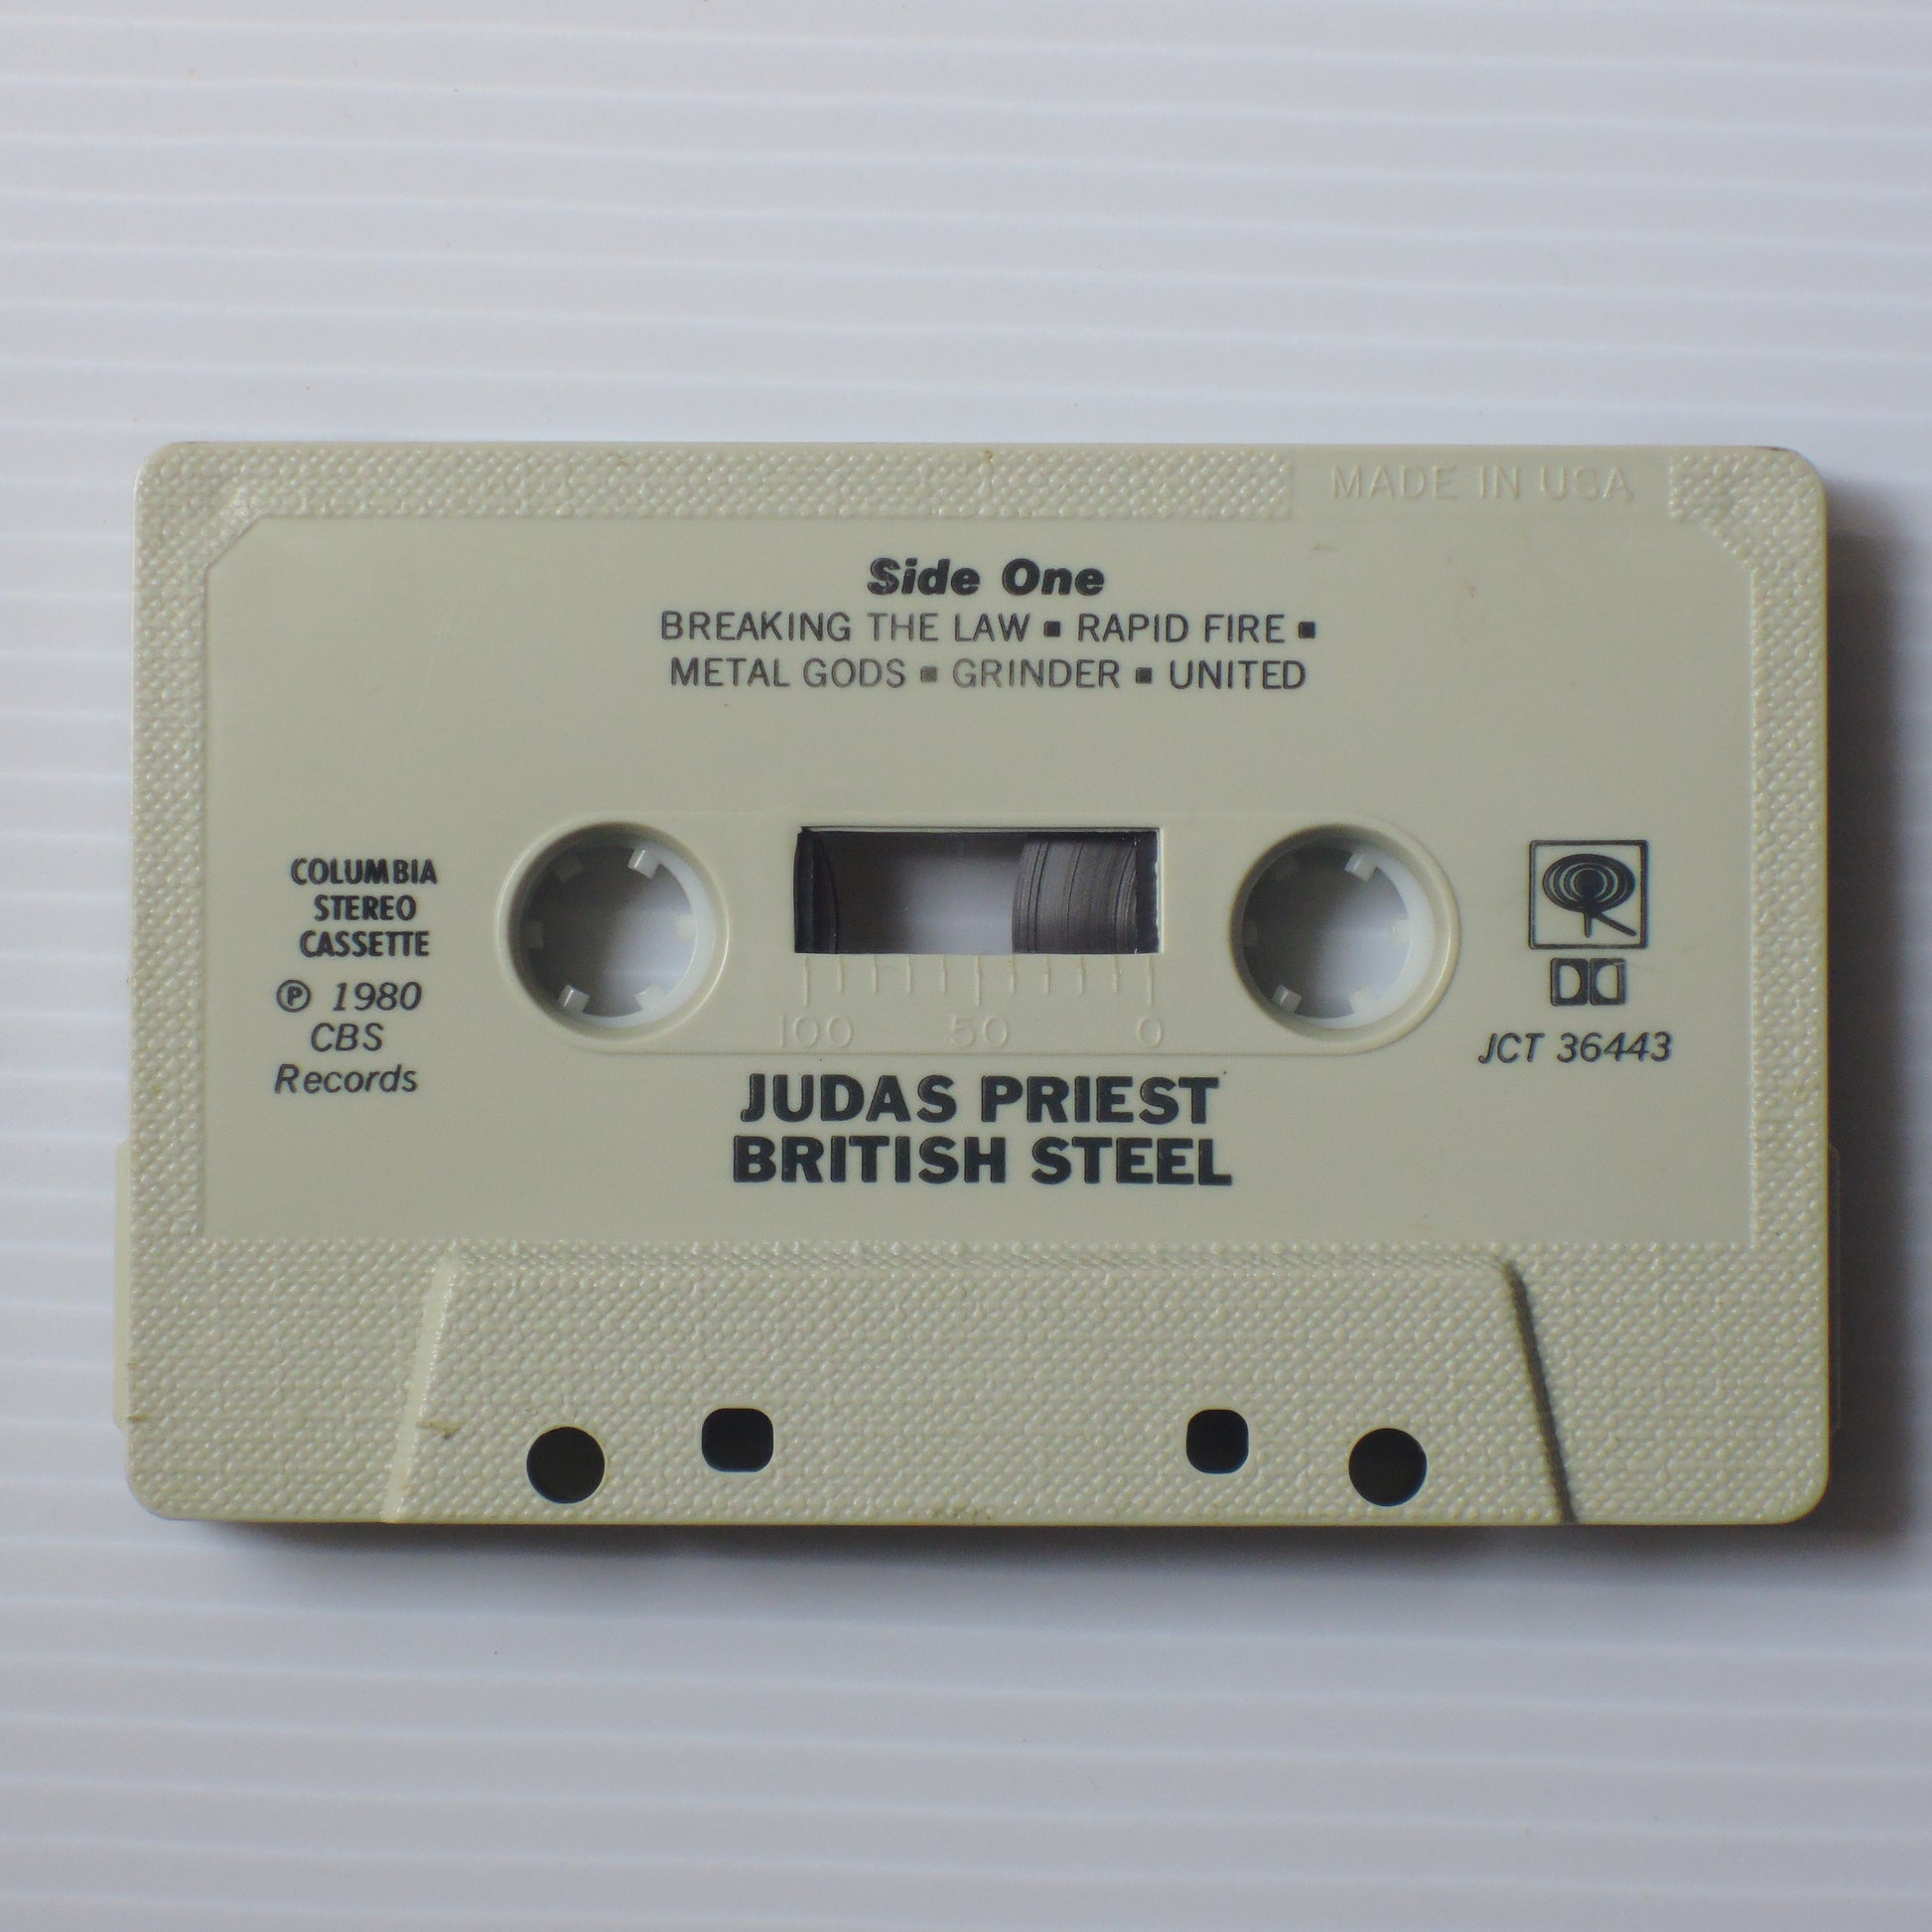 MADE IN USA
Side One
BREAKING THE LAW ▪ RAPID FIRE ▪
METAL GODS ▪ GRINDER ▪ UNITED
COLUMBIA
STEREO
CASSETTE
℗ 1980
CBS
Records
100 50 0
JCT 36443
JUDAS PRIEST
BRITISH STEEL